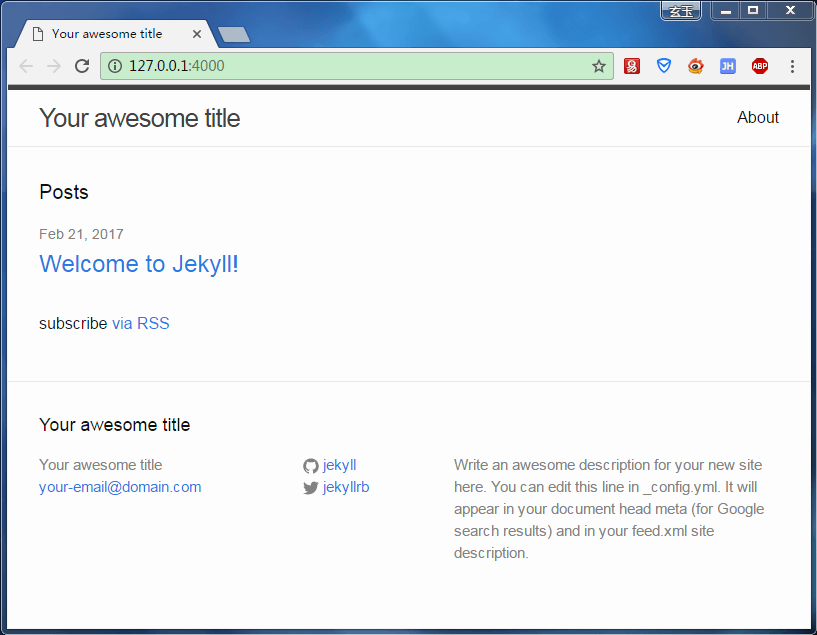 玄玉
Your awesome title
127.0.0.1:4000
JH
ABP
Your awesome title
About
Posts
Feb 21, 2017
Welcome to Jekyll!
subscribe via RSS
Your awesome title
Your awesome title
your-email@domain.com
jekyll
jekyllrb
Write an awesome description for your new site
here. You can edit this line in _config.yml. It will
appear in your document head meta (for Google
search results) and in your feed.xml site
description.